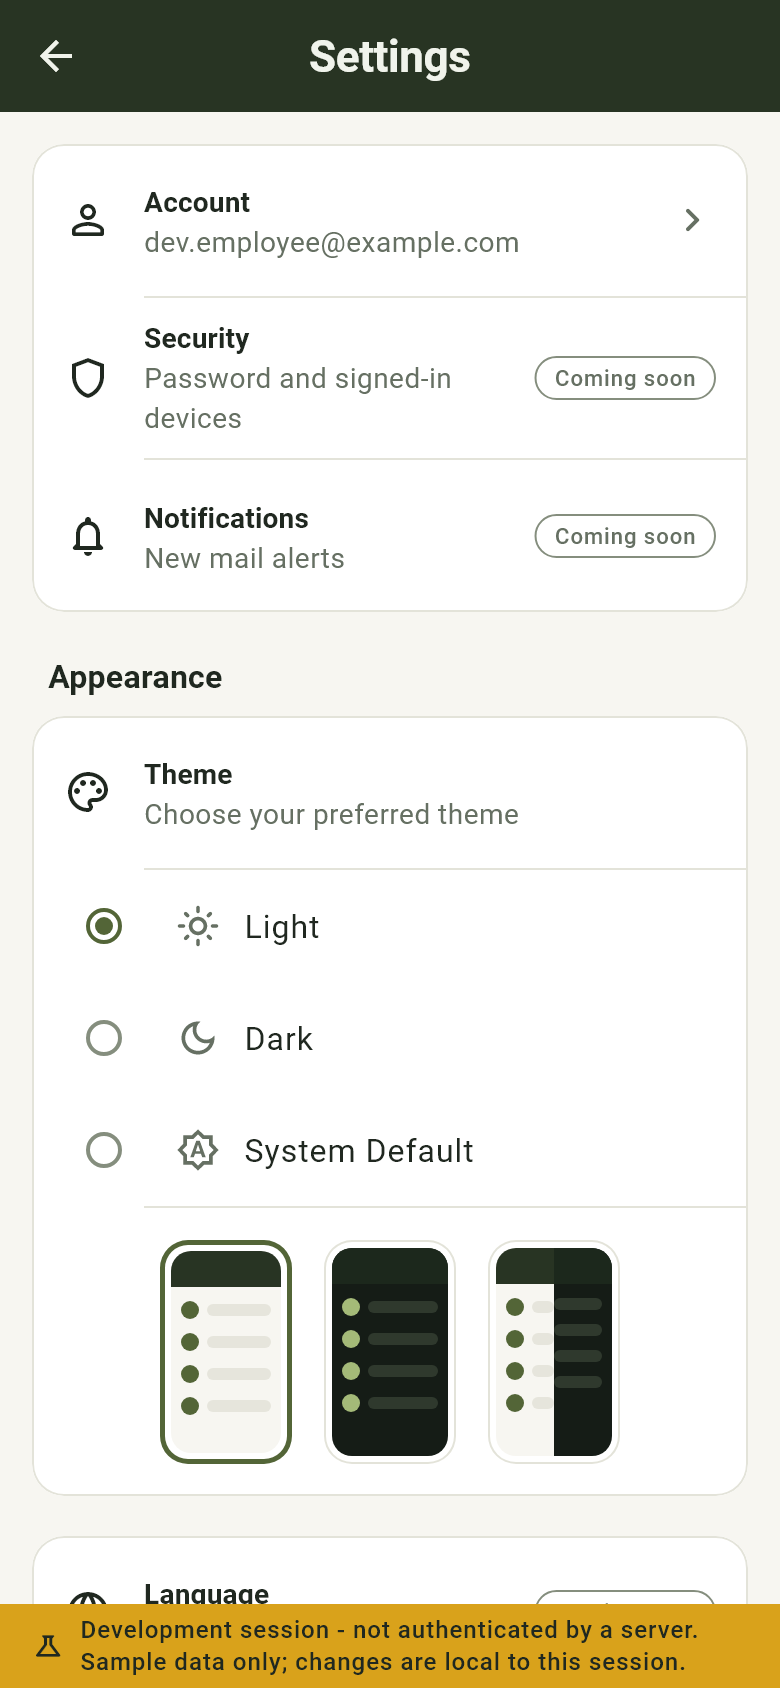 Settings
Account
dev.employee@example.com
Security
Password and signed-in
devices
Coming soon
Notifications
New mail alerts
Coming soon
Appearance
Theme
Choose your preferred theme
Light
Dark
A
System Default
Language
Development session - not authenticated by a server.
Sample data only; changes are local to this session.